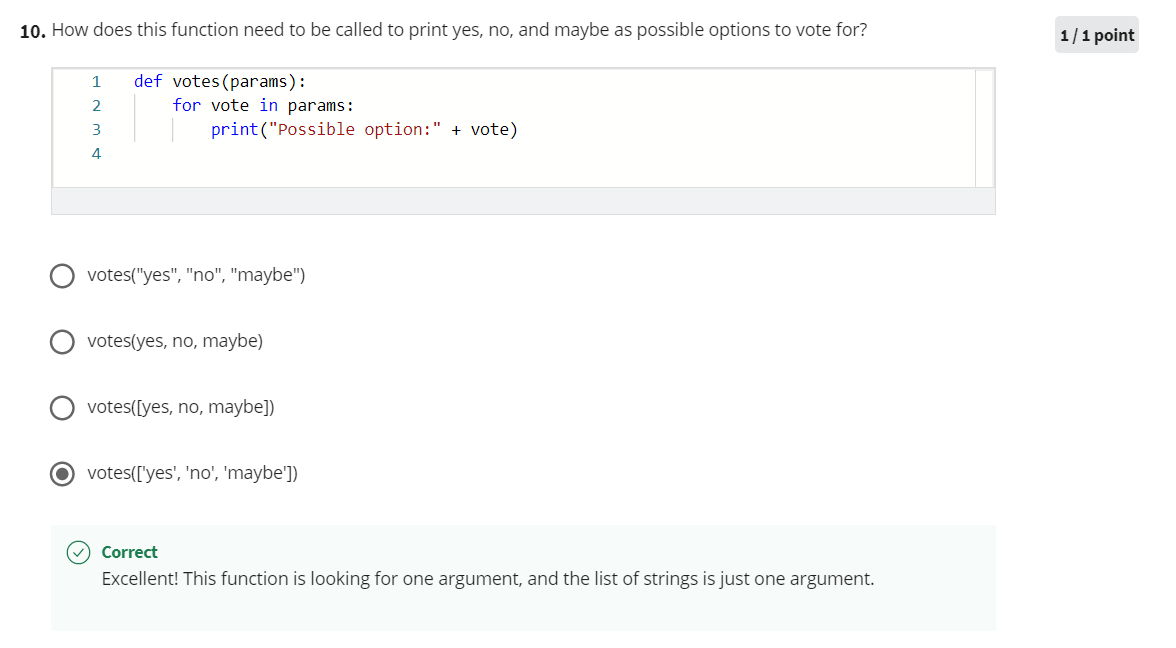 10. How does this function need to be called to print yes, no, and maybe as possible options to vote for?
1 / 1 point
1 def votes(params):
2     for vote in params:
3         print("Possible option:" + vote)
4
votes("yes", "no", "maybe")
votes(yes, no, maybe)
votes([yes, no, maybe])
votes(['yes', 'no', 'maybe'])
Correct
Excellent! This function is looking for one argument, and the list of strings is just one argument.